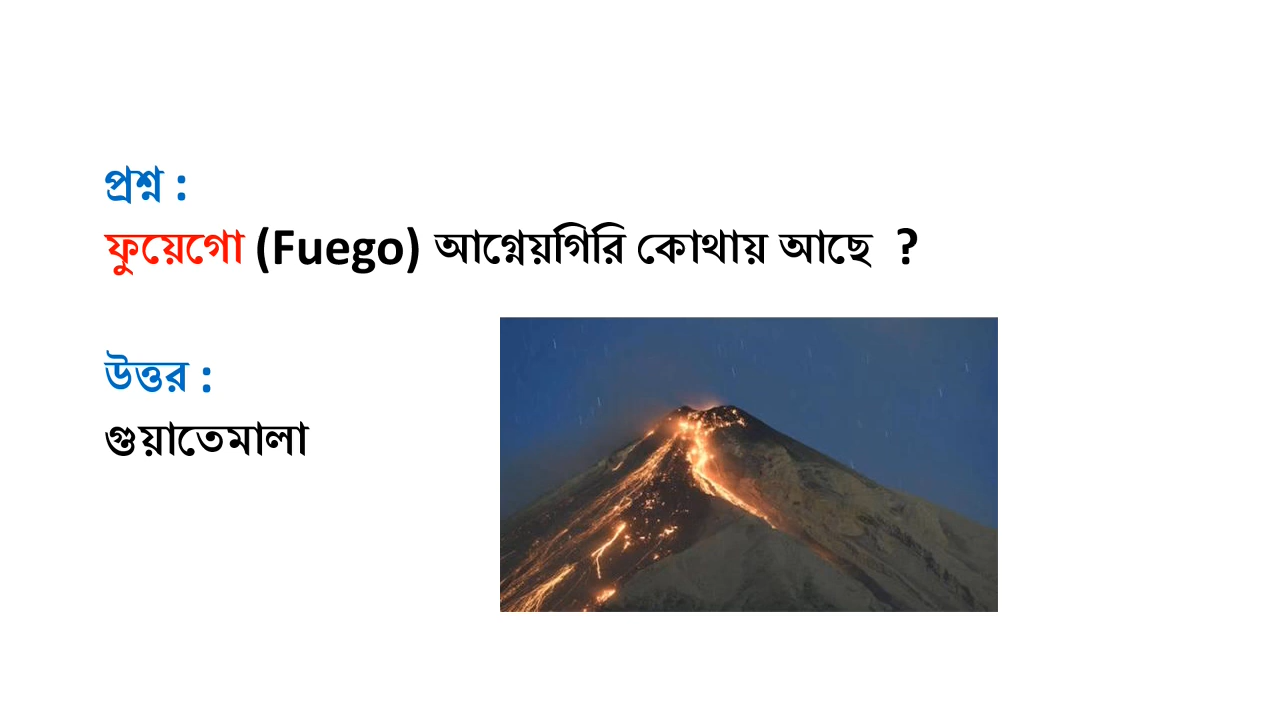 প্রশ্ন :
ফুয়েগো (Fuego) আগ্নেয়গিরি কোথায় আছে ?
উত্তর :
গুয়াতেমালা